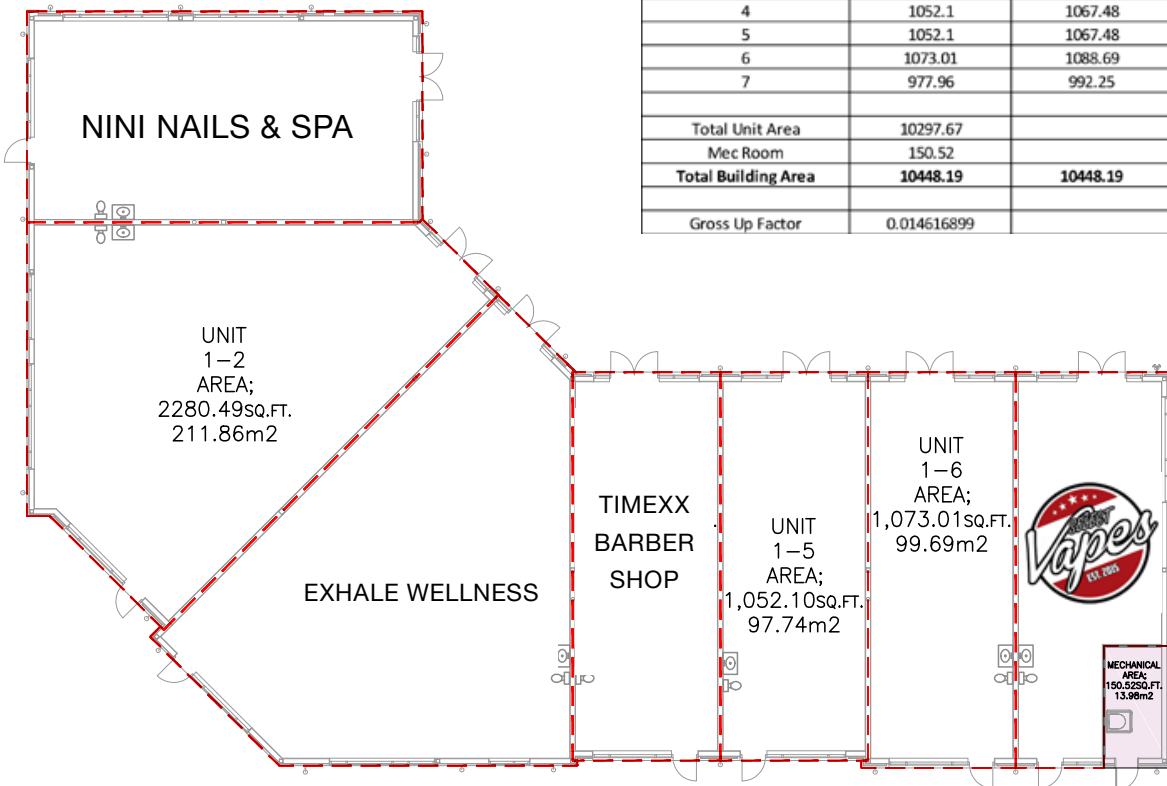 4 1052.1 1067.48
5 1052.1 1067.48
6 1073.01 1088.69
7 977.96 992.25
Total Unit Area 10297.67
Mec Room 150.52
Total Building Area 10448.19 10448.19
Gross Up Factor 0.014616899
NINI NAILS & SPA
UNIT
1-2
AREA;
2280.49SQ.FT.
211.86m2
EXHALE WELLNESS
TIMEXX
BARBER
SHOP
UNIT
1-5
AREA;
1,052.10SQ.FT.
97.74m2
UNIT
1-6
AREA;
1,073.01SQ.FT.
99.69m2
SELECT
Vapes
EST. 2015
MECHANICAL
AREA;
150.52SQ.FT.
13.98m2